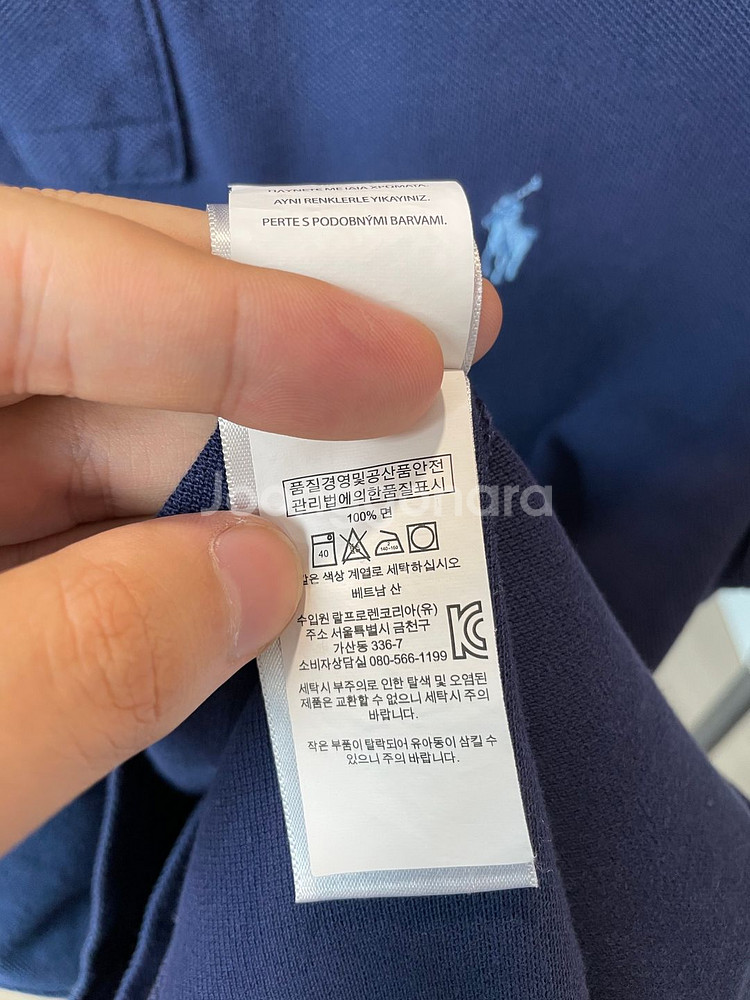 ΠΛΥΝΕΤΕ ΜΕ ΙΔΙΑ ΧΡΩΜΑΤΑ.
AYNI RENKLERLE YIKAYINIZ.
PERTE S PODOBNÝMI BARVAMI.
품질경영및공산품안전
관리법에의한품질표시
100% 면
40
140-160
같은 색상 계열로 세탁하십시오
베트남 산
수입원 랄프로렌코리아(유)
주소 서울특별시 금천구
가산동 336-7
소비자상담실 080-566-1199
세탁시 부주의로 인한 탈색 및 오염된
제품은 교환할 수 없으니 세탁시 주의
바랍니다.
작은 부품이 탈락되어 유아동이 삼킬 수
있으니 주의 바랍니다.